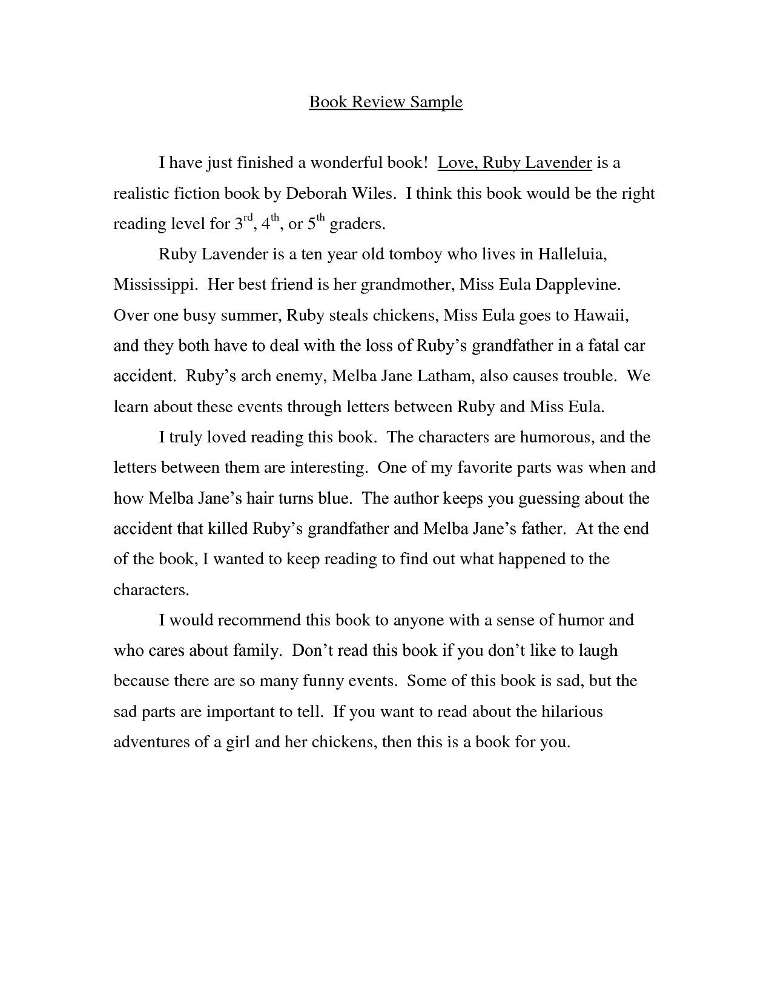 Book Review Sample
I have just finished a wonderful book!  Love, Ruby Lavender is a
realistic fiction book by Deborah Wiles.  I think this book would be the right
reading level for 3rd, 4th, or 5th graders.
Ruby Lavender is a ten year old tomboy who lives in Halleluia,
Mississippi.  Her best friend is her grandmother, Miss Eula Dapplevine.
Over one busy summer, Ruby steals chickens, Miss Eula goes to Hawaii,
and they both have to deal with the loss of Ruby’s grandfather in a fatal car
accident.  Ruby’s arch enemy, Melba Jane Latham, also causes trouble.  We
learn about these events through letters between Ruby and Miss Eula.
I truly loved reading this book.  The characters are humorous, and the
letters between them are interesting.  One of my favorite parts was when and
how Melba Jane’s hair turns blue.  The author keeps you guessing about the
accident that killed Ruby’s grandfather and Melba Jane’s father.  At the end
of the book, I wanted to keep reading to find out what happened to the
characters.
I would recommend this book to anyone with a sense of humor and
who cares about family.  Don’t read this book if you don’t like to laugh
because there are so many funny events.  Some of this book is sad, but the
sad parts are important to tell.  If you want to read about the hilarious
adventures of a girl and her chickens, then this is a book for you.